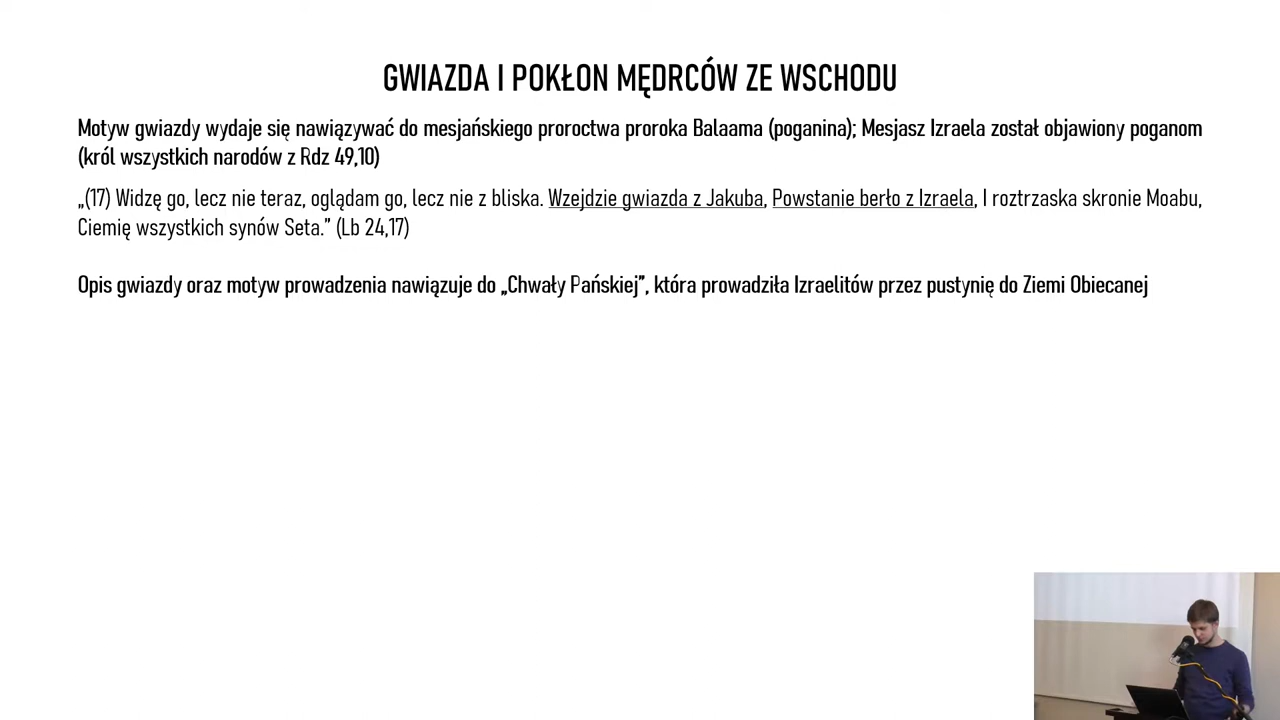 GWIAZDA I POKŁON MĘDRCÓW ZE WSCHODU
Motyw gwiazdy wydaje się nawiązywać do mesjańskiego proroctwa proroka Balaama (poganina); Mesjasz Izraela został objawiony poganom
(król wszystkich narodów z Rdz 49,10)
„(17) Widzę go, lecz nie teraz, oglądam go, lecz nie z bliska. Wzejdzie gwiazda z Jakuba, Powstanie berło z Izraela, I roztrzaska skronie Moabu,
Ciemię wszystkich synów Seta.” (Lb 24,17)
Opis gwiazdy oraz motyw prowadzenia nawiązuje do „Chwały Pańskiej”, która prowadziła Izraelitów przez pustynię do Ziemi Obiecanej